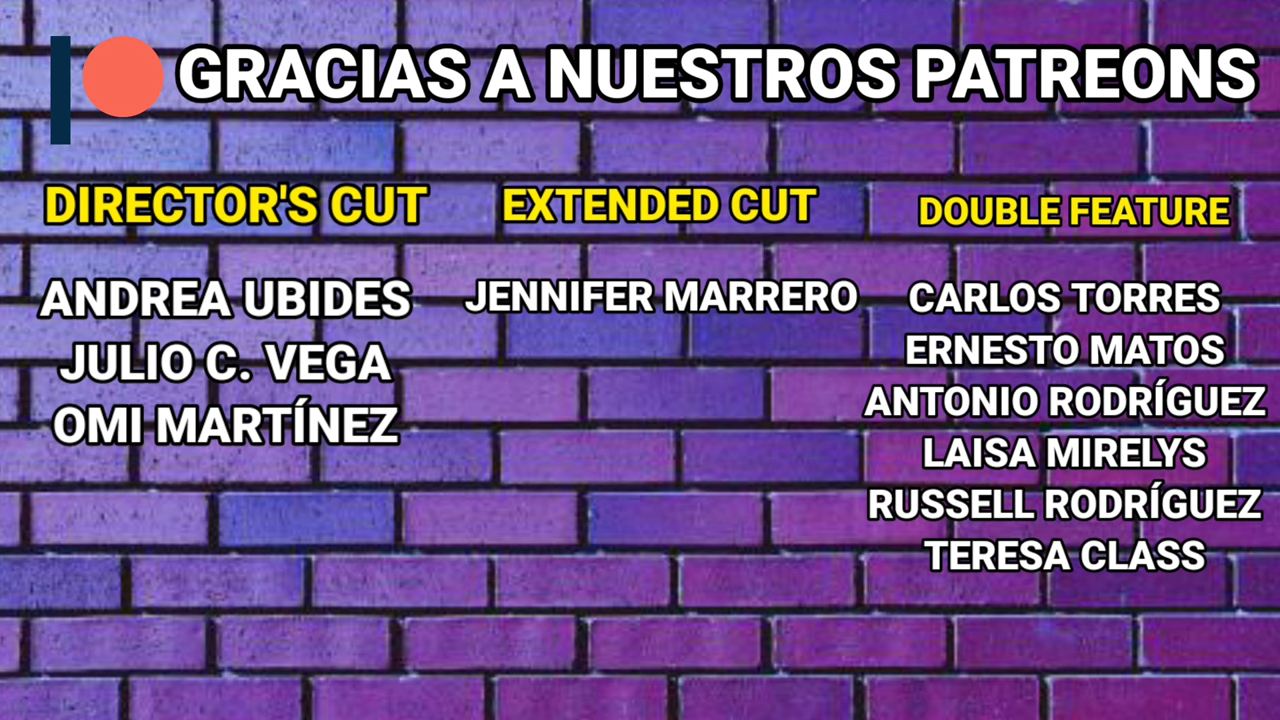 GRACIAS A NUESTROS PATREONS
DIRECTOR'S CUT
ANDREA UBIDES
JULIO C. VEGA
OMI MARTÍNEZ
EXTENDED CUT
JENNIFER MARRERO
DOUBLE FEATURE
CARLOS TORRES
ERNESTO MATOS
ANTONIO RODRÍGUEZ
LAISA MIRELYS
RUSSELL RODRÍGUEZ
TERESA CLASS